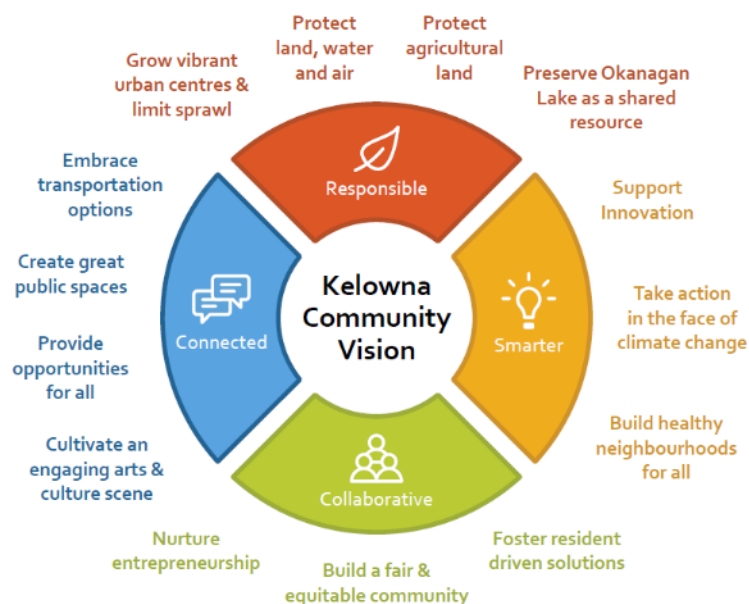 Protect
land, water
and air
Protect
agricultural
land
Grow vibrant
urban centres &
limit sprawl
Preserve Okanagan
Lake as a shared
resource
Responsible
Embrace
transportation
options
Create great
public spaces
Provide
opportunities
for all
Cultivate an
engaging arts &
culture scene
Connected
Kelowna
Community
Vision
Smarter
Support
Innovation
Take action
in the face of
climate change
Build healthy
neighbourhoods
for all
Collaborative
Nurture
entrepreneurship
Build a fair &
equitable community
Foster resident
driven solutions